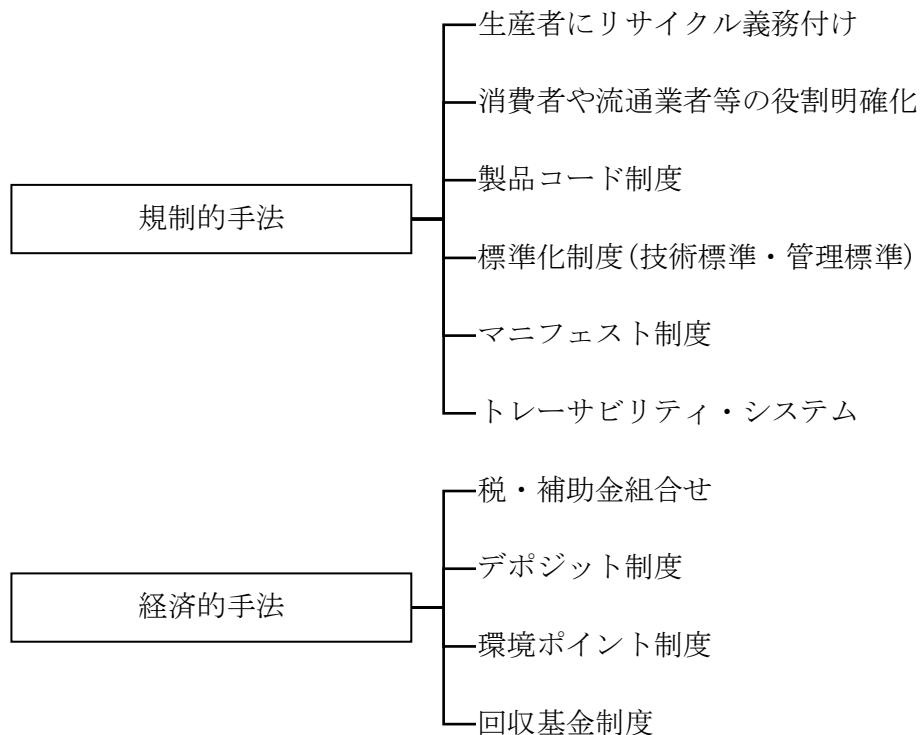 規制的手法
生産者にリサイクル義務付け
消費者や流通業者等の役割明確化
製品コード制度
標準化制度(技術標準・管理標準)
マニフェスト制度
トレーサビリティ・システム
経済的手法
税・補助金組合せ
デポジット制度
環境ポイント制度
回収基金制度